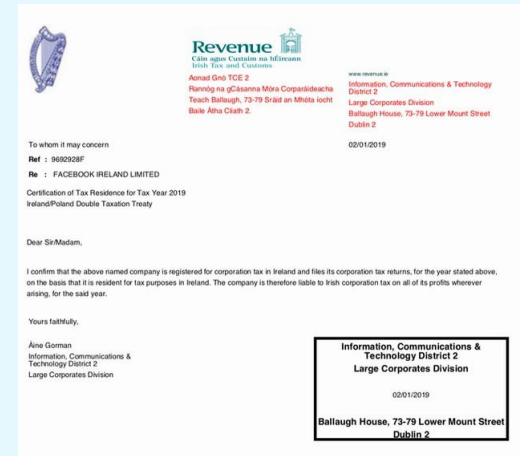 Revenue
Cáin agus Custaim na hÉireann
Irish Tax and Customs
Aonad Gnó TCE 2
Rannóg na gCásanna Móra Corparáideacha
Teach Ballaugh, 73-79 Sráid an Mhóta íocht
Baile Átha Cliath 2.
www.revenue.ie
Information, Communications & Technology
District 2
Large Corporates Division
Ballaugh House, 73-79 Lower Mount Street
Dublin 2
To whom it may concern
02/01/2019
Ref : 9692928F
Re : FACEBOOK IRELAND LIMITED
Certification of Tax Residence for Tax Year 2019
Ireland/Poland Double Taxation Treaty
Dear Sir/Madam,
I confirm that the above named company is registered for corporation tax in Ireland and files its corporation tax returns, for the year stated above,
on the basis that it is resident for tax purposes in Ireland. The company is therefore liable to Irish corporation tax on all of its profits wherever
arising, for the said year.
Yours faithfully,
Áine Gorman
Information, Communications &
Technology District 2
Large Corporates Division
Information, Communications &
Technology District 2
Large Corporates Division
02/01/2019
Ballaugh House, 73-79 Lower Mount Street
Dublin 2